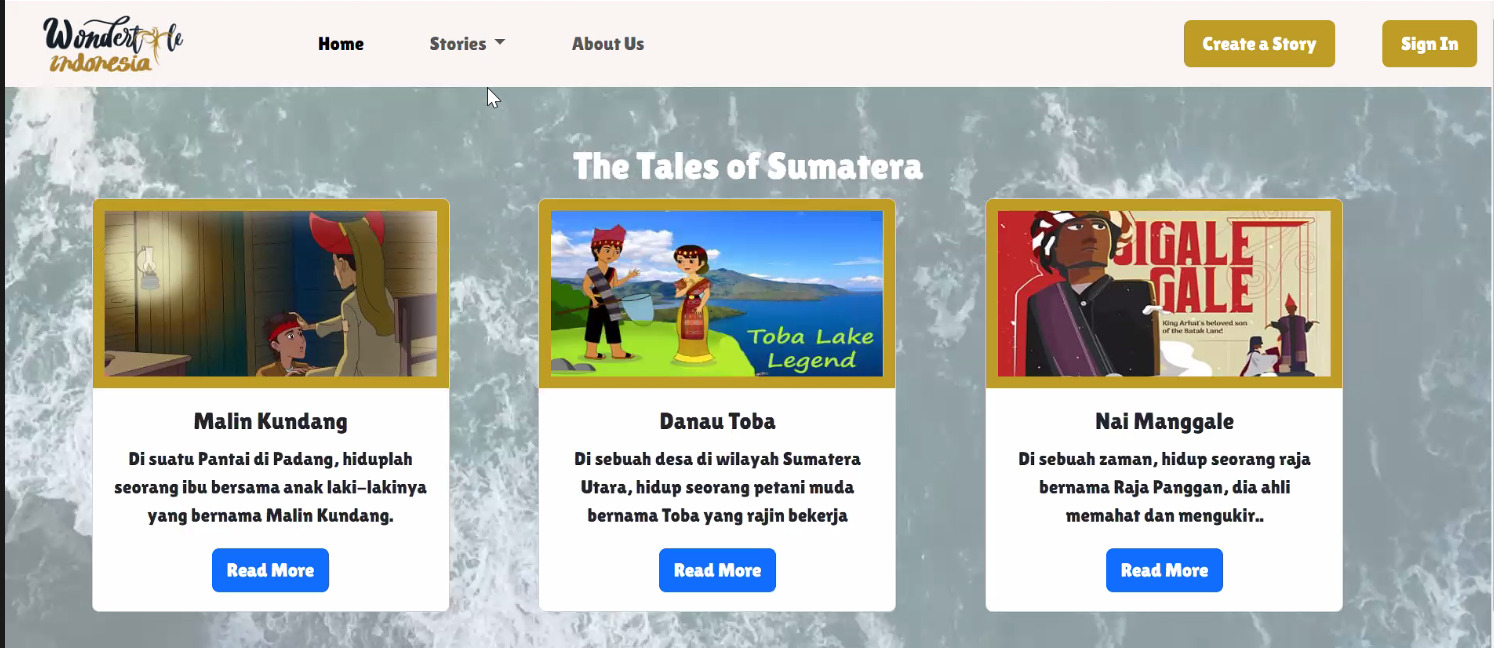 Wondertale
indonesia
Home
Stories
About Us
Create a Story
Sign In
The Tales of Sumatera
Toba Lake
Legend
SIGALE
GALE
King Arhat's beloved son
of the Batak Land
Malin Kundang
Di suatu Pantai di Padang, hiduplah
seorang ibu bersama anak laki-lakinya
yang bernama Malin Kundang.
Read More
Danau Toba
Di sebuah desa di wilayah Sumatera
Utara, hidup seorang petani muda
bernama Toba yang rajin bekerja
Read More
Nai Manggale
Di sebuah zaman, hidup seorang raja
bernama Raja Panggan, dia ahli
memahat dan mengukir..
Read More